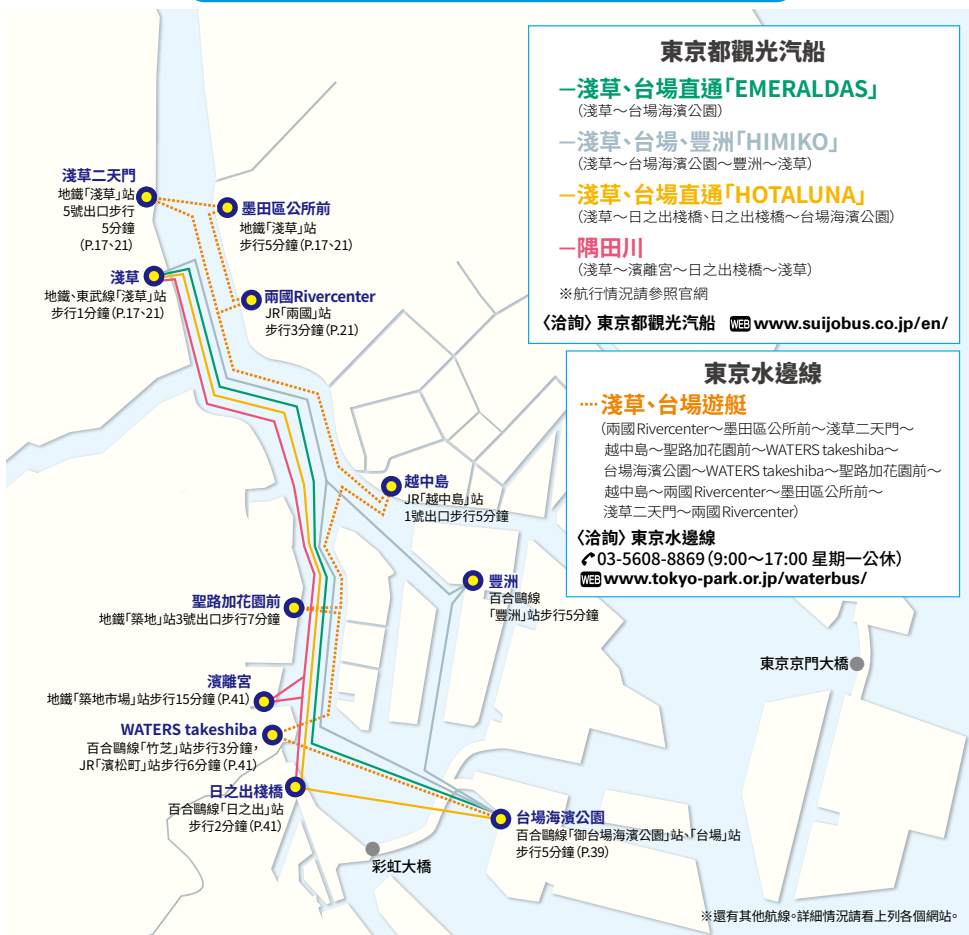 東京都觀光汽船
—淺草、台場直通「EMERALDAS」
(淺草～台場海濱公園)
—淺草、台場、豐洲「HIMIKO」
(淺草～台場海濱公園～豐洲～淺草)
—淺草、台場直通「HOTALUNA」
(淺草～日之出棧橋、日之出棧橋～台場海濱公園)
—隅田川
(淺草～濱離宮～日之出棧橋～淺草)
※航行情況請參照官網
〈洽詢〉東京都觀光汽船 WEB www.suijobus.co.jp/en/
東京水邊線
淺草、台場遊艇
(兩國Rivercenter～墨田區公所前～淺草二天門～
越中島～聖路加花園前～WATERS takeshiba～
台場海濱公園～WATERS takeshiba～聖路加花園前～
越中島～兩國Rivercenter～墨田區公所前～
淺草二天門～兩國Rivercenter)
〈洽詢〉東京水邊線
03-5608-8869(9:00～17:00 星期一公休)
WEB www.tokyo-park.or.jp/waterbus/
淺草二天門
地鐵「淺草」站
5號出口步行
5分鐘
(P.17、21)
墨田區公所前
地鐵「淺草」站
步行5分鐘(P.17、21)
淺草
地鐵、東武線「淺草」站
步行1分鐘(P.17、21)
兩國Rivercenter
JR「兩國」站
步行3分鐘(P.21)
越中島
JR「越中島」站
1號出口步行5分鐘
豐洲
百合鷗線
「豐洲」站步行5分鐘
聖路加花園前
地鐵「築地」站3號出口步行7分鐘
東京京門大橋
濱離宮
地鐵「築地市場」站步行15分鐘(P.41)
WATERS takeshiba
百合鷗線「竹芝」站步行3分鐘，
JR「濱松町」站步行6分鐘(P.41)
日之出棧橋
百合鷗線「日之出」站
步行2分鐘(P.41)
台場海濱公園
百合鷗線「御台場海濱公園」站、「台場」站
步行5分鐘(P.39)
彩虹大橋
※還有其他航線。詳細情況請看上列各個網站。